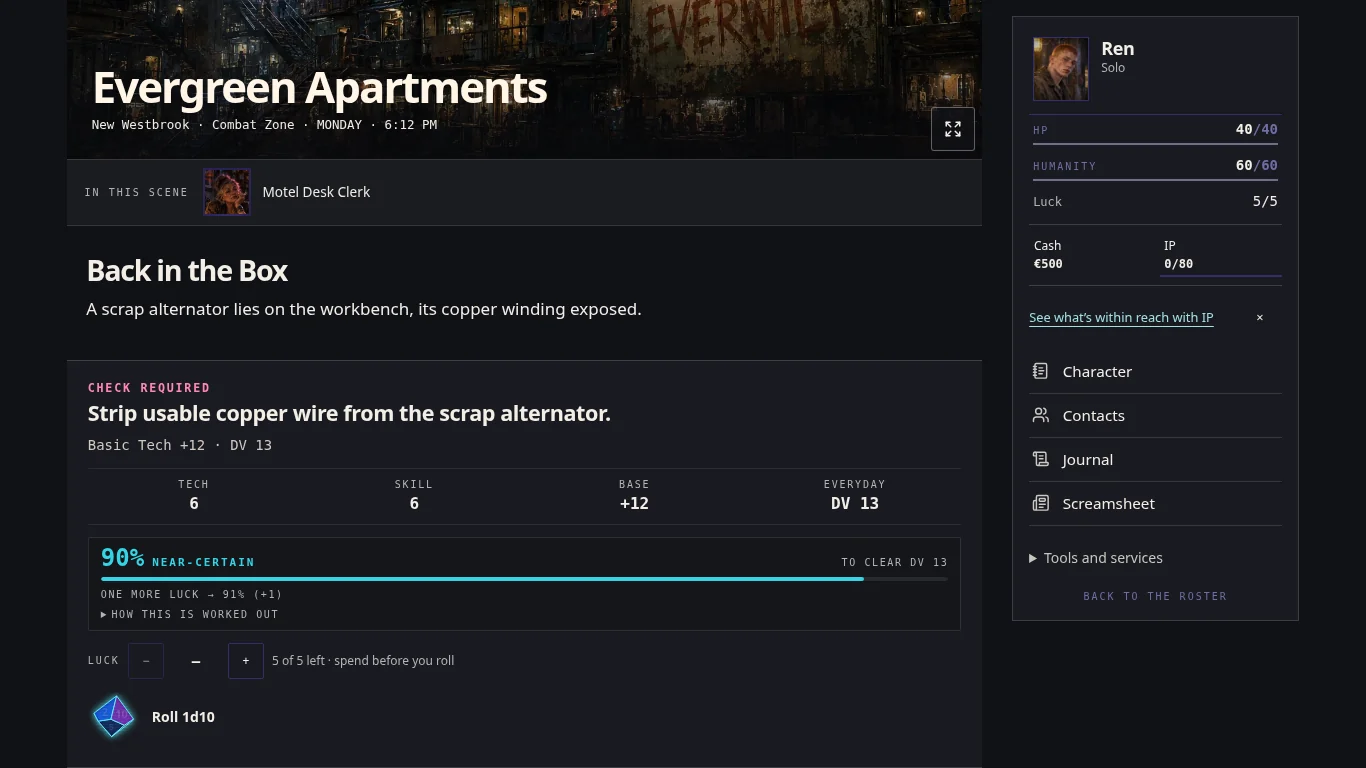 EVERWILT
Evergreen Apartments
New Westbrook · Combat Zone · MONDAY · 6:12 PM
IN THIS SCENE
Motel Desk Clerk
Back in the Box
A scrap alternator lies on the workbench, its copper winding exposed.
CHECK REQUIRED
Strip usable copper wire from the scrap alternator.
Basic Tech +12 · DV 13
TECH SKILL BASE EVERYDAY
6 6 +12 DV 13
90% NEAR-CERTAIN TO CLEAR DV 13
ONE MORE LUCK → 91% (+1)
▶ HOW THIS IS WORKED OUT
LUCK − — + 5 of 5 left · spend before you roll
Roll 1d10
Ren
Solo
HP 40/40
HUMANITY 60/60
Luck 5/5
Cash IP
€500 0/80
See what's within reach with IP ×
Character
Contacts
Journal
Screamsheet
▶ Tools and services
BACK TO THE ROSTER